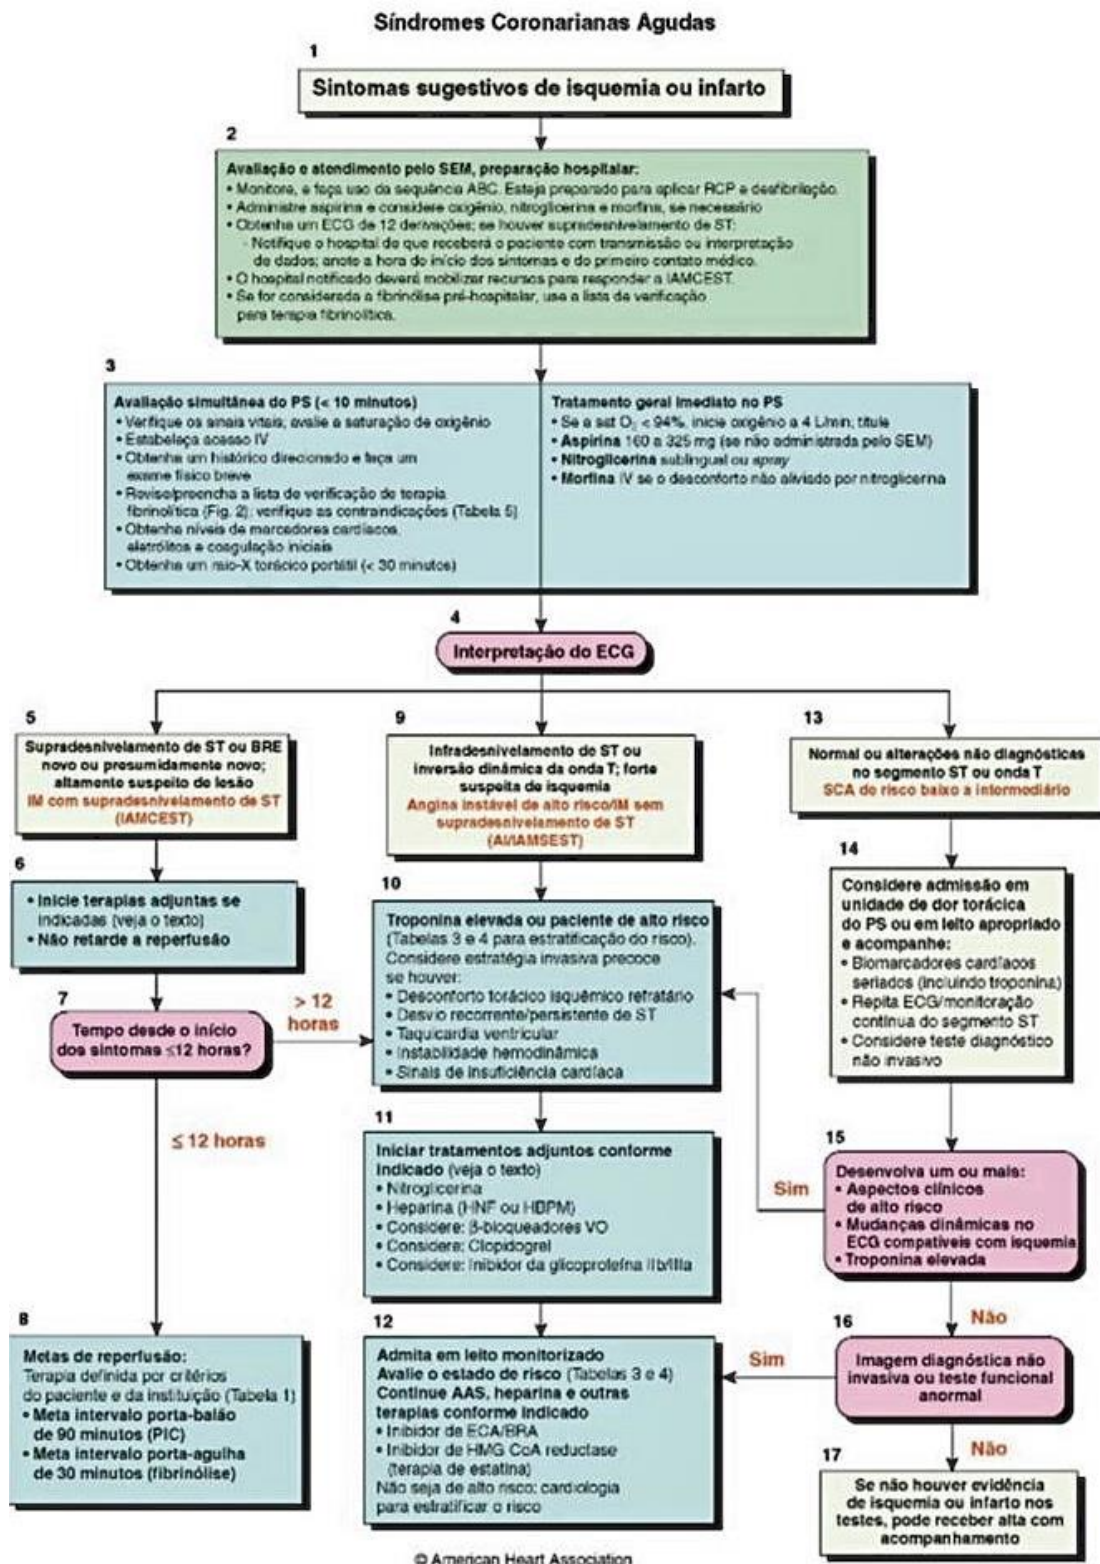 Síndromes Coronarianas Agudas
1
Sintomas sugestivos de isquemia ou infarto
2
Avaliação e atendimento pelo SEM, preparação hospitalar:
• Monitore, e faça uso da sequência ABC. Esteja preparado para aplicar RCP e desfibrilação.
• Administre aspirina e considere oxigênio, nitroglicerina e morfina, se necessário
• Obtenha um ECG de 12 derivações; se houver supradesnivelamento de ST:
- Notifique o hospital de que receberá o paciente com transmissão ou interpretação
de dados; anote a hora do início dos sintomas e do primeiro contato médico.
• O hospital notificado deverá mobilizar recursos para responder a IAMCEST.
• Se for considerada a fibrinólise pré-hospitalar, use a lista de verificação
para terapia fibrinolítica.
3
Avaliação simultânea do PS (< 10 minutos)
• Verifique os sinais vitais; avalie a saturação de oxigênio
• Estabeleça acesso IV
• Obtenha um histórico direcionado e faça um
exame físico breve
• Revise/preencha a lista de verificação de terapia
fibrinolítica (Fig. 2); verifique as contraindicações (Tabela 5)
• Obtenha níveis de marcadores cardíacos,
eletrólitos e coagulação iniciais
• Obtenha um raio-X torácico portátil (< 30 minutos)
Tratamento geral imediato no PS
• Se a sat O₂ < 94%, inicie oxigênio a 4 L/min, titule
• Aspirina 160 a 325 mg (se não administrada pelo SEM)
• Nitroglicerina sublingual ou spray
• Morfina IV se o desconforto não aliviado por nitroglicerina
4
Interpretação do ECG
5
Supradesnivelamento de ST ou BRE
novo ou presumidamente novo;
altamente suspeito de lesão
IM com supradesnivelamento de ST
(IAMCEST)
6
• Inicie terapias adjuntas se
indicadas (veja o texto)
• Não retarde a reperfusão
7
Tempo desde o início
dos sintomas ≤12 horas?
> 12
horas
≤ 12 horas
8
Metas de reperfusão:
Terapia definida por critérios
do paciente e da instituição (Tabela 1)
• Meta intervalo porta-balão
de 90 minutos (PIC)
• Meta intervalo porta-agulha
de 30 minutos (fibrinólise)
9
Infradesnivelamento de ST ou
inversão dinâmica da onda T; forte
suspeita de isquemia
Angina instável de alto risco/IM sem
supradesnivelamento de ST
(AI/IAMSEST)
10
Troponina elevada ou paciente de alto risco
(Tabelas 3 e 4 para estratificação do risco).
Considere estratégia invasiva precoce
se houver:
• Desconforto torácico isquêmico refratário
• Desvio recorrente/persistente de ST
• Taquicardia ventricular
• Instabilidade hemodinâmica
• Sinais de insuficiência cardíaca
11
Iniciar tratamentos adjuntos conforme
indicado (veja o texto)
• Nitroglicerina
• Heparina (HNF ou HBPM)
• Considere: β-bloqueadores VO
• Considere: Clopidogrel
• Considere: Inibidor da glicoproteína IIb/IIIa
12
Admita em leito monitorizado
Avalie o estado de risco (Tabelas 3 e 4)
Continue AAS, heparina e outras
terapias conforme indicado
• Inibidor de ECA/BRA
• Inibidor de HMG CoA reductase
(terapia de estatina)
Não seja de alto risco: cardiologia
para estratificar o risco
13
Normal ou alterações não diagnósticas
no segmento ST ou onda T
SCA de risco baixo a intermediário
14
Considere admissão em
unidade de dor torácica
do PS ou em leito apropriado
e acompanhe:
• Biomarcadores cardíacos
seriados (incluindo troponina)
• Repita ECG/monitoração
contínua do segmento ST
• Considere teste diagnóstico
não invasivo
15
Desenvolva um ou mais:
• Aspectos clínicos
de alto risco
• Mudanças dinâmicas no
ECG compatíveis com isquemia
• Troponina elevada
Sim
Não
16
Imagem diagnóstica não
invasiva ou teste funcional
anormal
Sim
Não
17
Se não houver evidência
de isquemia ou infarto nos
testes, pode receber alta com
acompanhamento
© American Heart Association